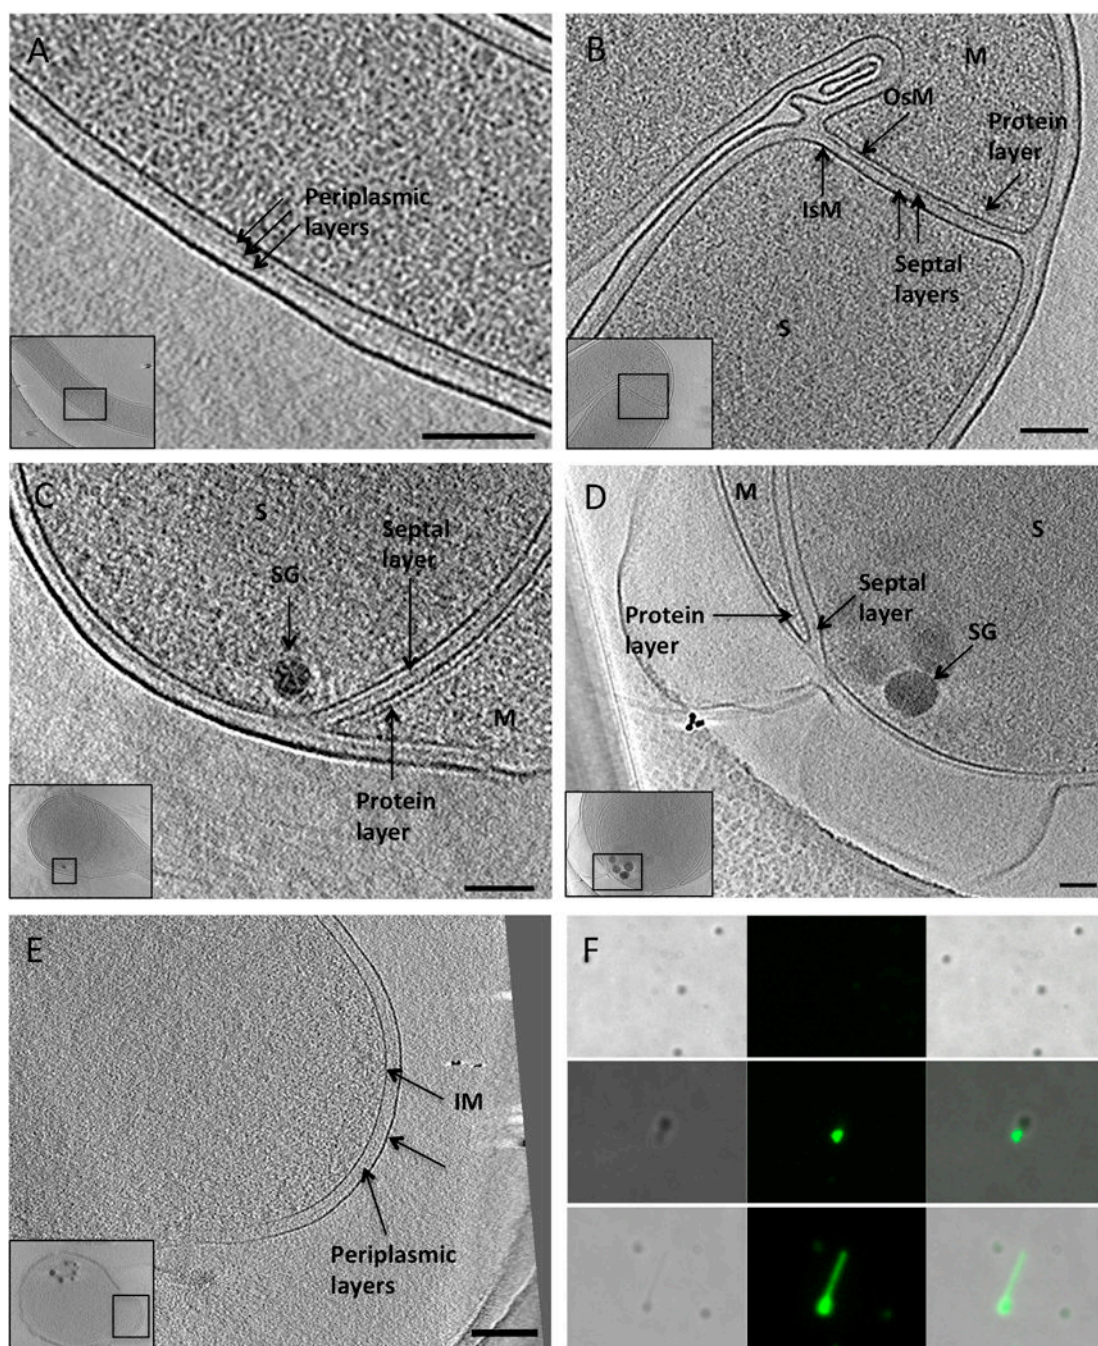 A
Periplasmic
layers
B
M
OsM
Protein
layer
IsM
Septal
layers
S
C
S
Septal
layer
SG
M
Protein
layer
D
M
S
Protein
layer
Septal
layer
SG
E
IM
Periplasmic
layers
F